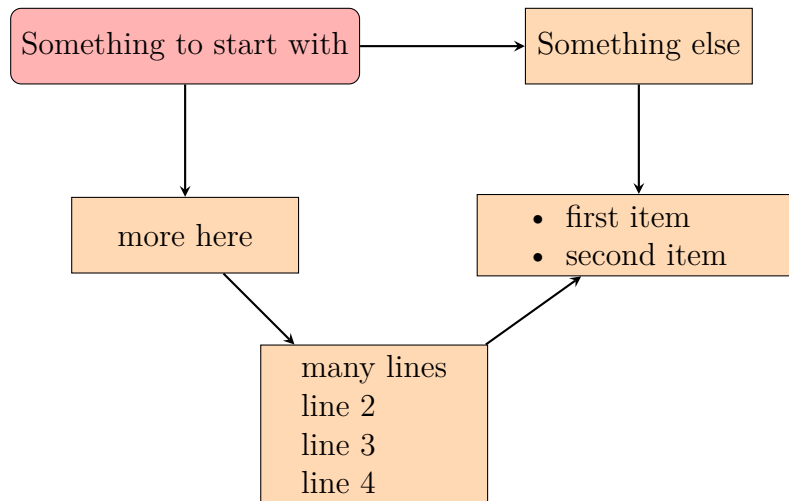 Something to start with
Something else
more here
• first item
• second item
many lines
line 2
line 3
line 4